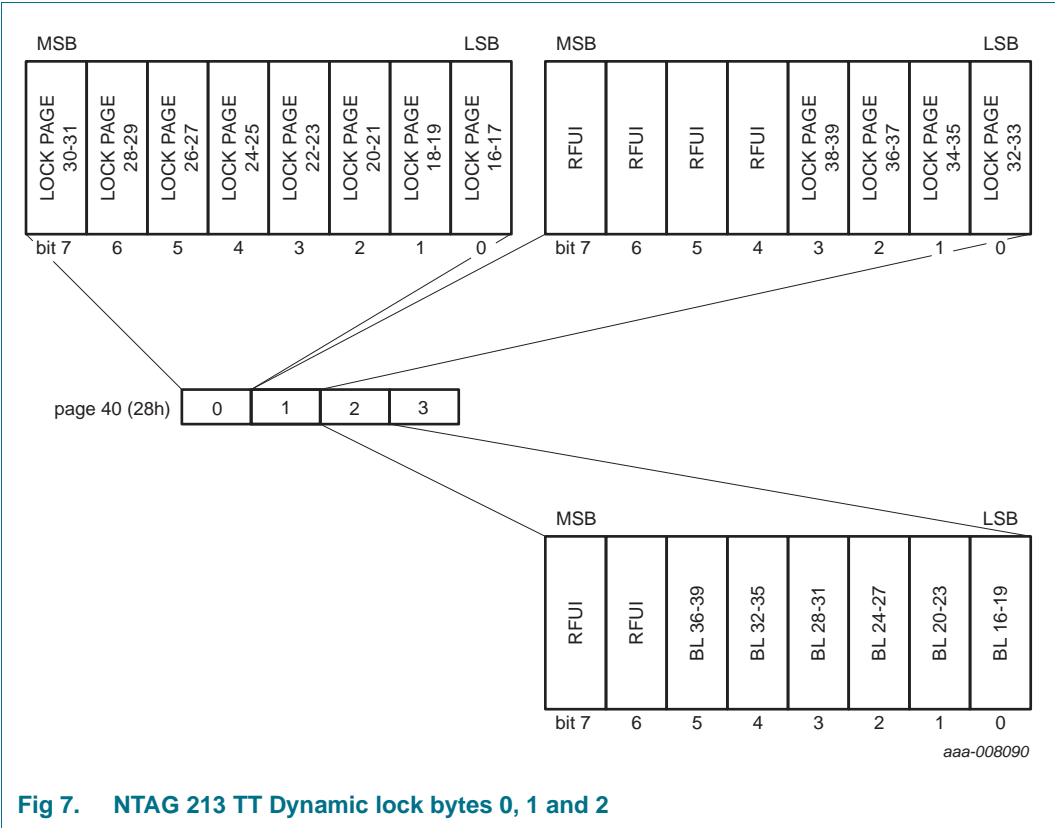 MSB LSB
LOCK PAGE 30-31
LOCK PAGE 28-29
LOCK PAGE 26-27
LOCK PAGE 24-25
LOCK PAGE 22-23
LOCK PAGE 20-21
LOCK PAGE 18-19
LOCK PAGE 16-17
bit 7 6 5 4 3 2 1 0
MSB LSB
RFUI
RFUI
RFUI
RFUI
LOCK PAGE 38-39
LOCK PAGE 36-37
LOCK PAGE 34-35
LOCK PAGE 32-33
bit 7 6 5 4 3 2 1 0
page 40 (28h) 0 1 2 3
MSB LSB
RFUI
RFUI
BL 36-39
BL 32-35
BL 28-31
BL 24-27
BL 20-23
BL 16-19
bit 7 6 5 4 3 2 1 0
aaa-008090
Fig 7. NTAG 213 TT Dynamic lock bytes 0, 1 and 2